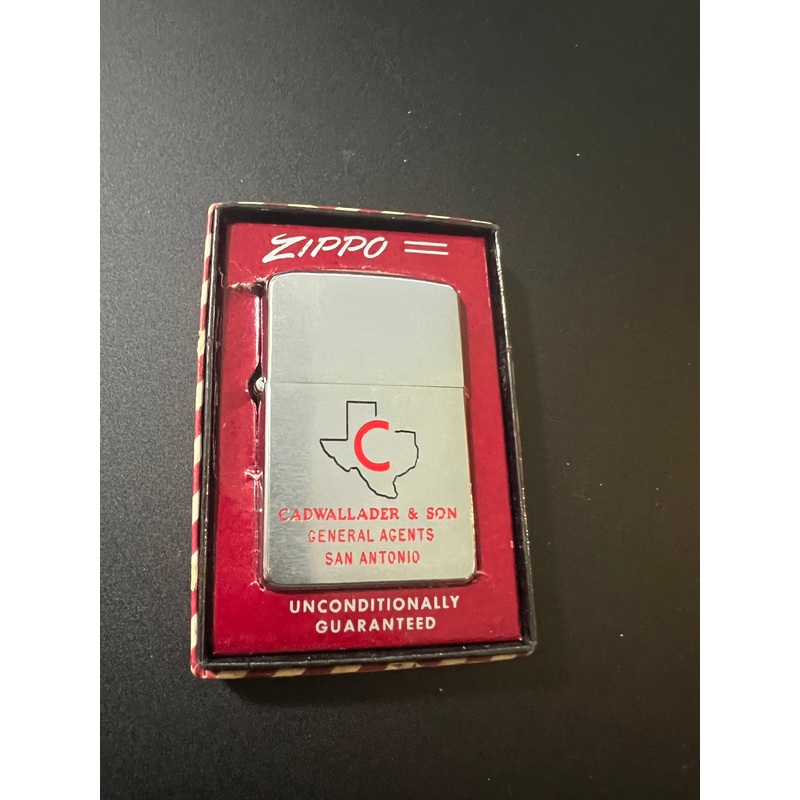 ZIPPO
C
CADWALLADER & SON
GENERAL AGENTS
SAN ANTONIO
UNCONDITIONALLY
GUARANTEED